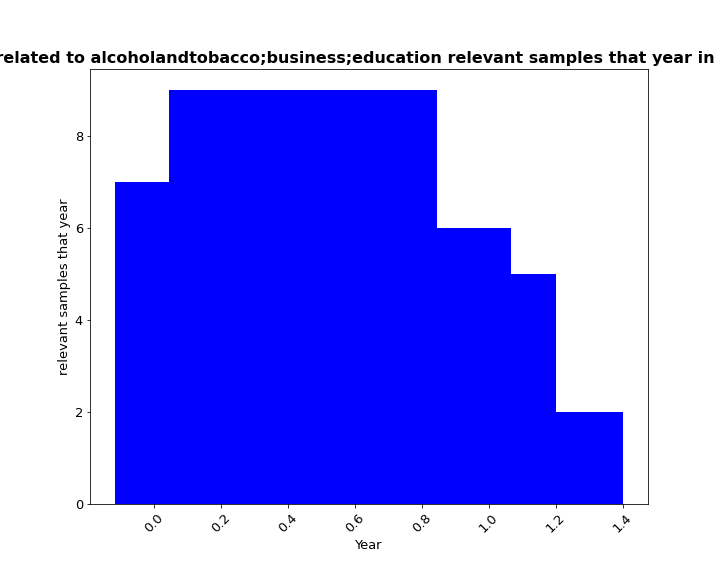 related to alcoholandtobacco;business;education relevant samples that year in
relevant samples that year
8
6
4
2
0
0.0 0.2 0.4 0.6 0.8 1.0 1.2 1.4
Year